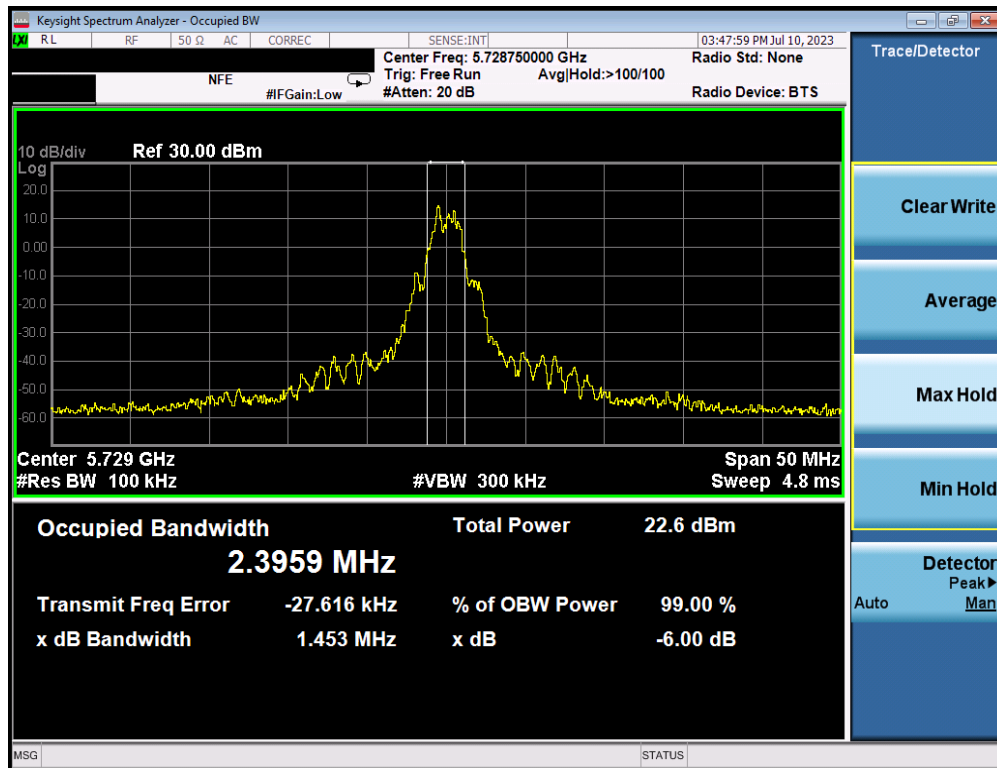 Keysight Spectrum Analyzer - Occupied BW
LXI RL RF 50 Ω AC CORREC SENSE:INT 03:47:59 PM Jul 10, 2023
Center Freq: 5.728750000 GHz Radio Std: None
NFE Trig: Free Run Avg|Hold:>100/100
#IFGain:Low #Atten: 20 dB Radio Device: BTS
10 dB/div Ref 30.00 dBm
Log
20.0
10.0
0.00
-10.0
-20.0
-30.0
-40.0
-50.0
-60.0
Center 5.729 GHz Span 50 MHz
#Res BW 100 kHz #VBW 300 kHz Sweep 4.8 ms
Occupied Bandwidth Total Power 22.6 dBm
2.3959 MHz
Transmit Freq Error -27.616 kHz % of OBW Power 99.00 %
x dB Bandwidth 1.453 MHz x dB -6.00 dB
MSG STATUS
Trace/Detector
Clear Write
Average
Max Hold
Min Hold
Detector
Peak▶
Auto Man